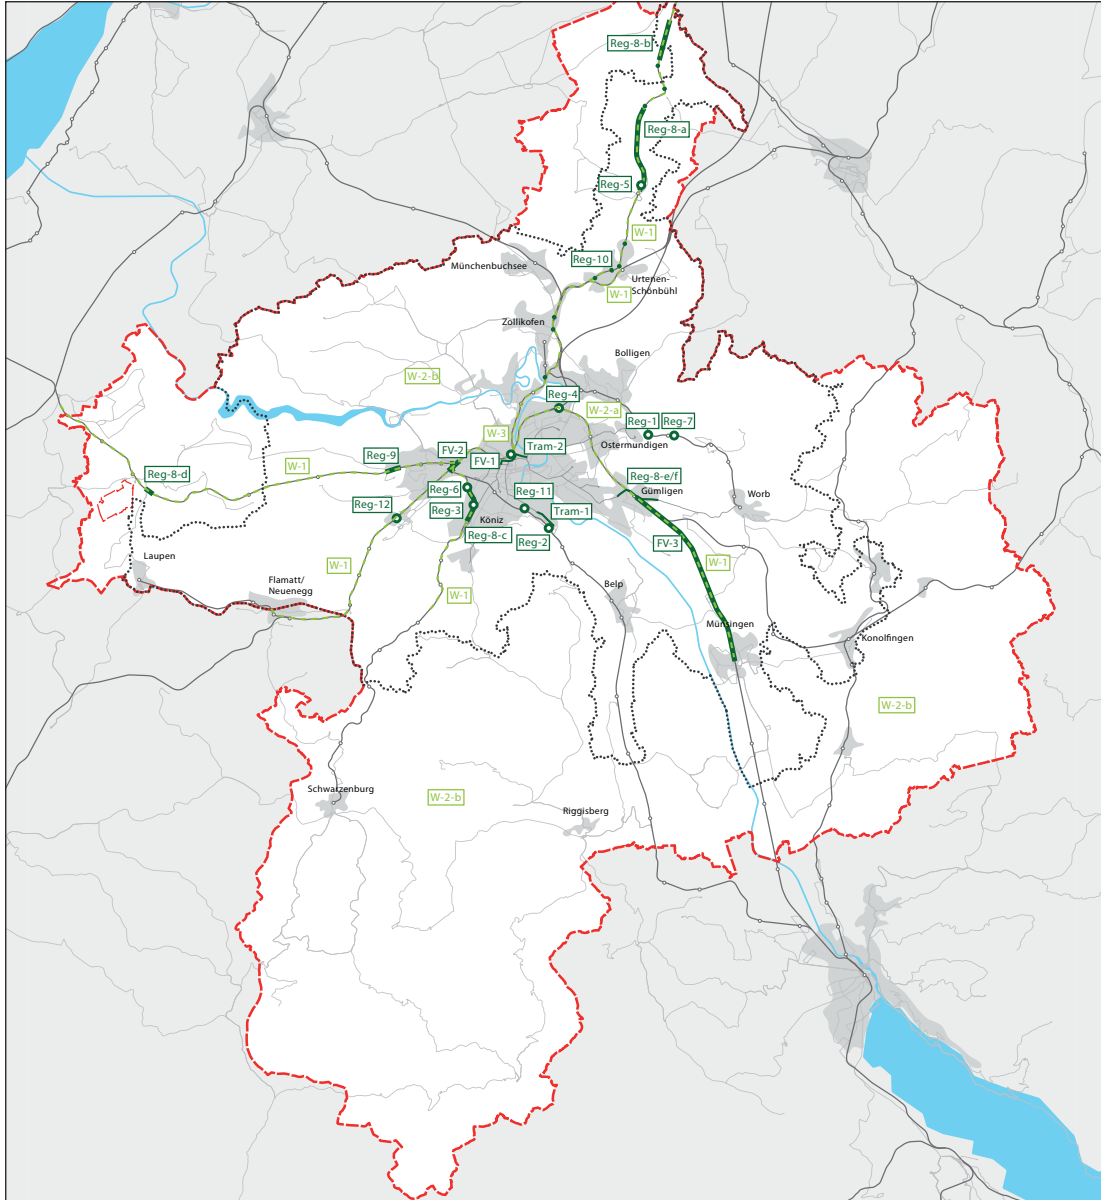 Reg-8-b
Reg-8-a
Reg-5
W-1
Reg-10
Münchenbuchsee
Urtenen-
Schönbühl
W-1
Zollikofen
Bolligen
W-2-b
Reg-4
W-2-a
Reg-1
Reg-7
W-3
Ostermundigen
Tram-2
FV-2
FV-1
Reg-9
W-1
Reg-8-d
Reg-8-e/f
Gümligen
Reg-6
Reg-11
Worb
Reg-12
Reg-3
Köniz
Tram-1
Reg-8-c
Reg-2
FV-3
Laupen
W-1
W-1
Flamatt/
Neuenegg
W-1
Belp
Münsingen
Konolfingen
W-2-b
Schwarzenburg
W-2-b
Riggisberg